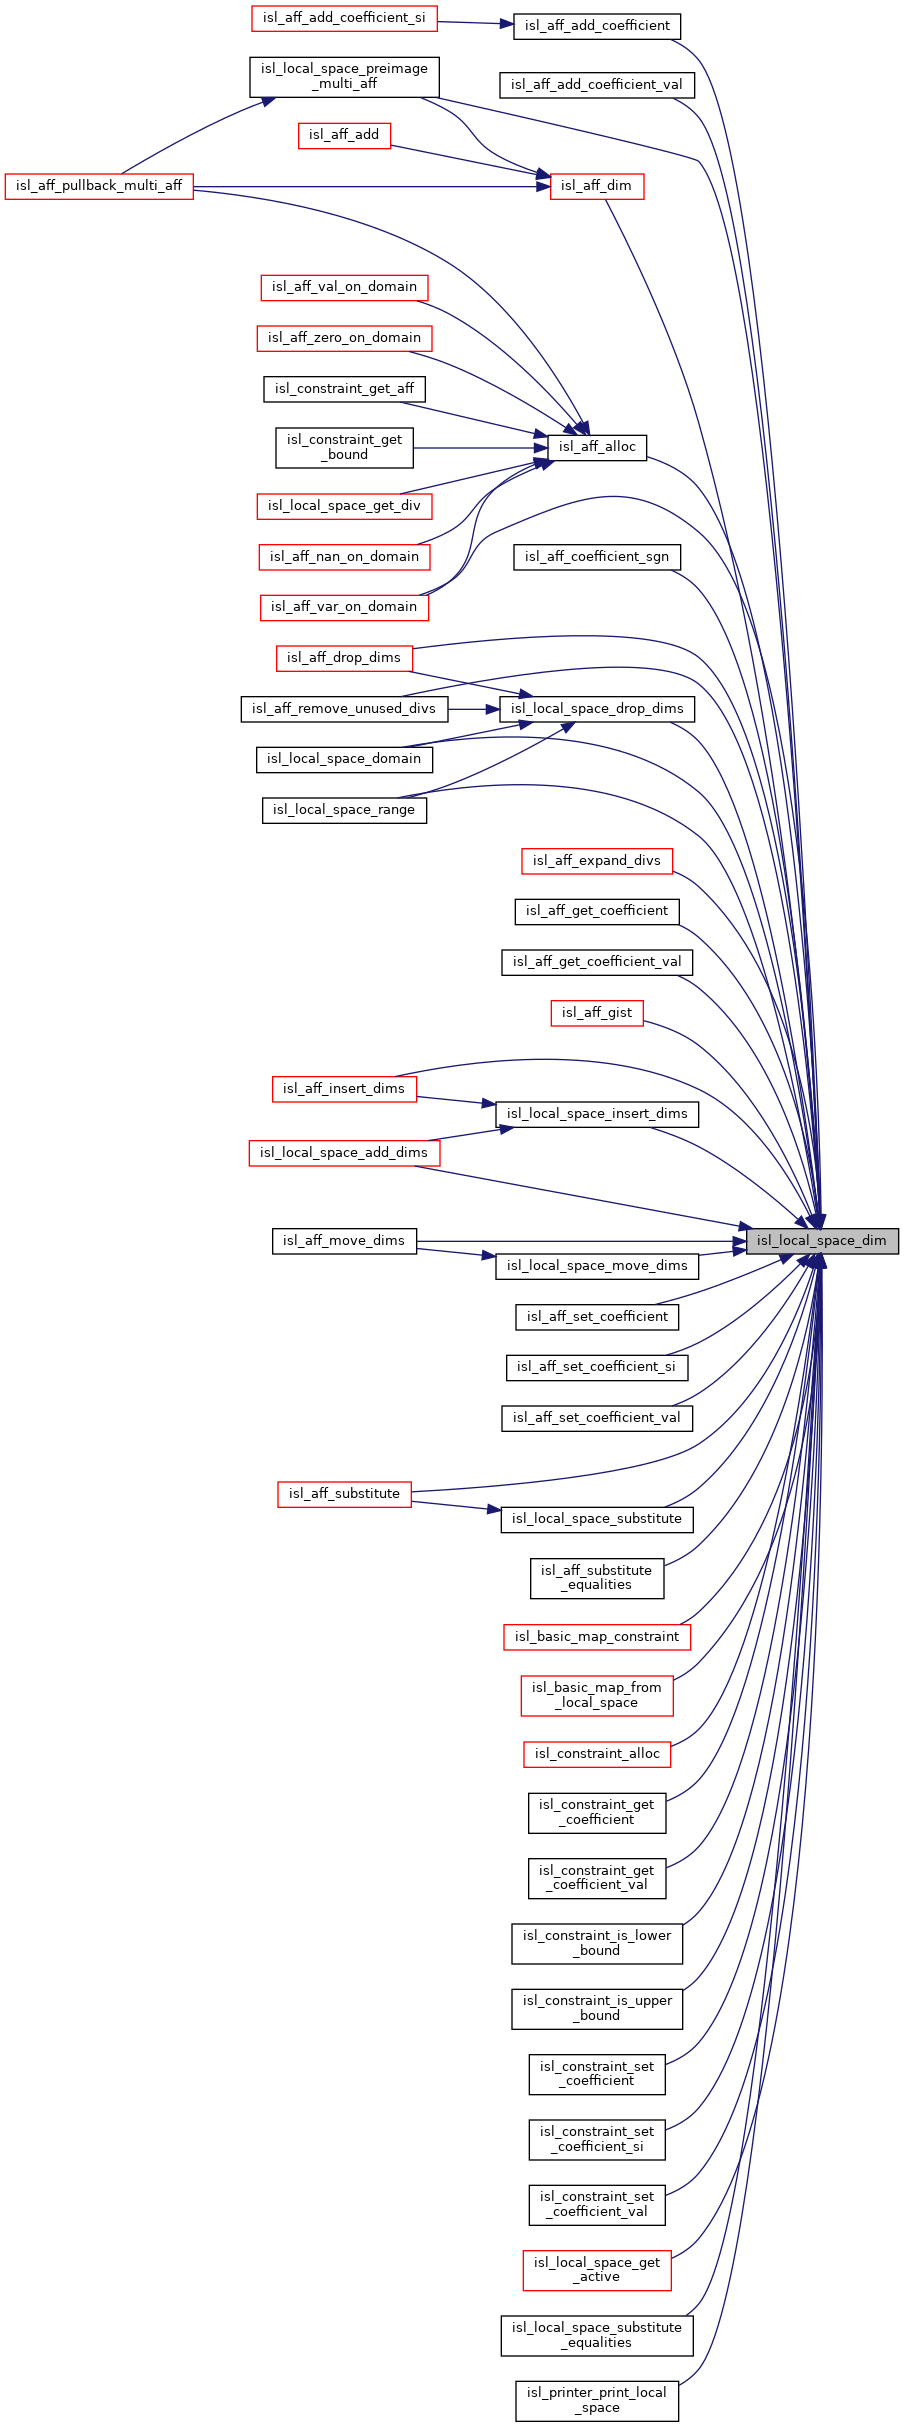 isl_aff_add_coefficient_si
isl_aff_add_coefficient
isl_local_space_preimage
_multi_aff
isl_aff_add_coefficient_val
isl_aff_add
isl_aff_pullback_multi_aff
isl_aff_dim
isl_aff_val_on_domain
isl_aff_zero_on_domain
isl_constraint_get_aff
isl_constraint_get
_bound
isl_aff_alloc
isl_local_space_get_div
isl_aff_nan_on_domain
isl_aff_coefficient_sgn
isl_aff_var_on_domain
isl_aff_drop_dims
isl_aff_remove_unused_divs
isl_local_space_drop_dims
isl_local_space_domain
isl_local_space_range
isl_aff_expand_divs
isl_aff_get_coefficient
isl_aff_get_coefficient_val
isl_aff_gist
isl_aff_insert_dims
isl_local_space_insert_dims
isl_local_space_add_dims
isl_aff_move_dims
isl_local_space_dim
isl_local_space_move_dims
isl_aff_set_coefficient
isl_aff_set_coefficient_si
isl_aff_set_coefficient_val
isl_aff_substitute
isl_local_space_substitute
isl_aff_substitute
_equalities
isl_basic_map_constraint
isl_basic_map_from
_local_space
isl_constraint_alloc
isl_constraint_get
_coefficient
isl_constraint_get
_coefficient_val
isl_constraint_is_lower
_bound
isl_constraint_is_upper
_bound
isl_constraint_set
_coefficient
isl_constraint_set
_coefficient_si
isl_constraint_set
_coefficient_val
isl_local_space_get
_active
isl_local_space_substitute
_equalities
isl_printer_print_local
_space